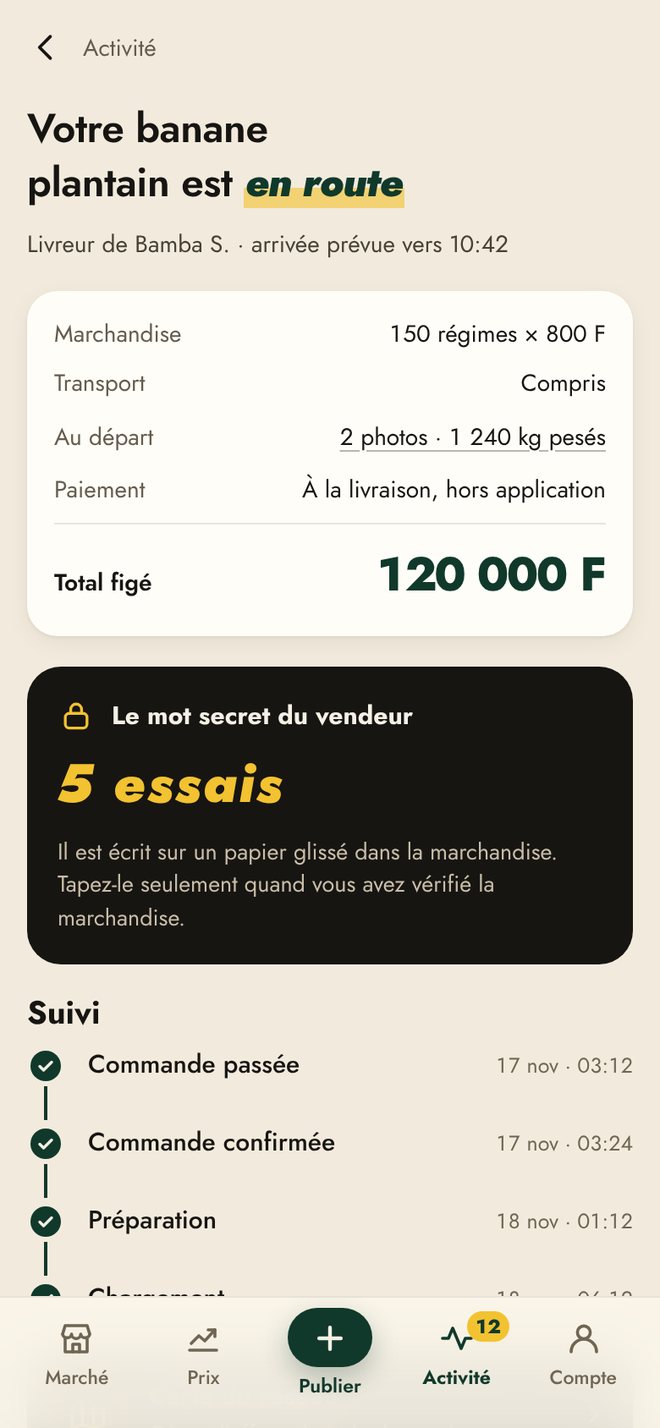 Activité
Votre banane
plantain est en route
Livreur de Bamba S. · arrivée prévue vers 10:42
Marchandise 150 régimes × 800 F
Transport Compris
Au départ 2 photos · 1 240 kg pesés
Paiement À la livraison, hors application
Total figé 120 000 F
Le mot secret du vendeur
5 essais
Il est écrit sur un papier glissé dans la marchandise.
Tapez-le seulement quand vous avez vérifié la
marchandise.
Suivi
Commande passée 17 nov · 03:12
Commande confirmée 17 nov · 03:24
Préparation 18 nov · 01:12
12
Marché Prix Publier Activité Compte